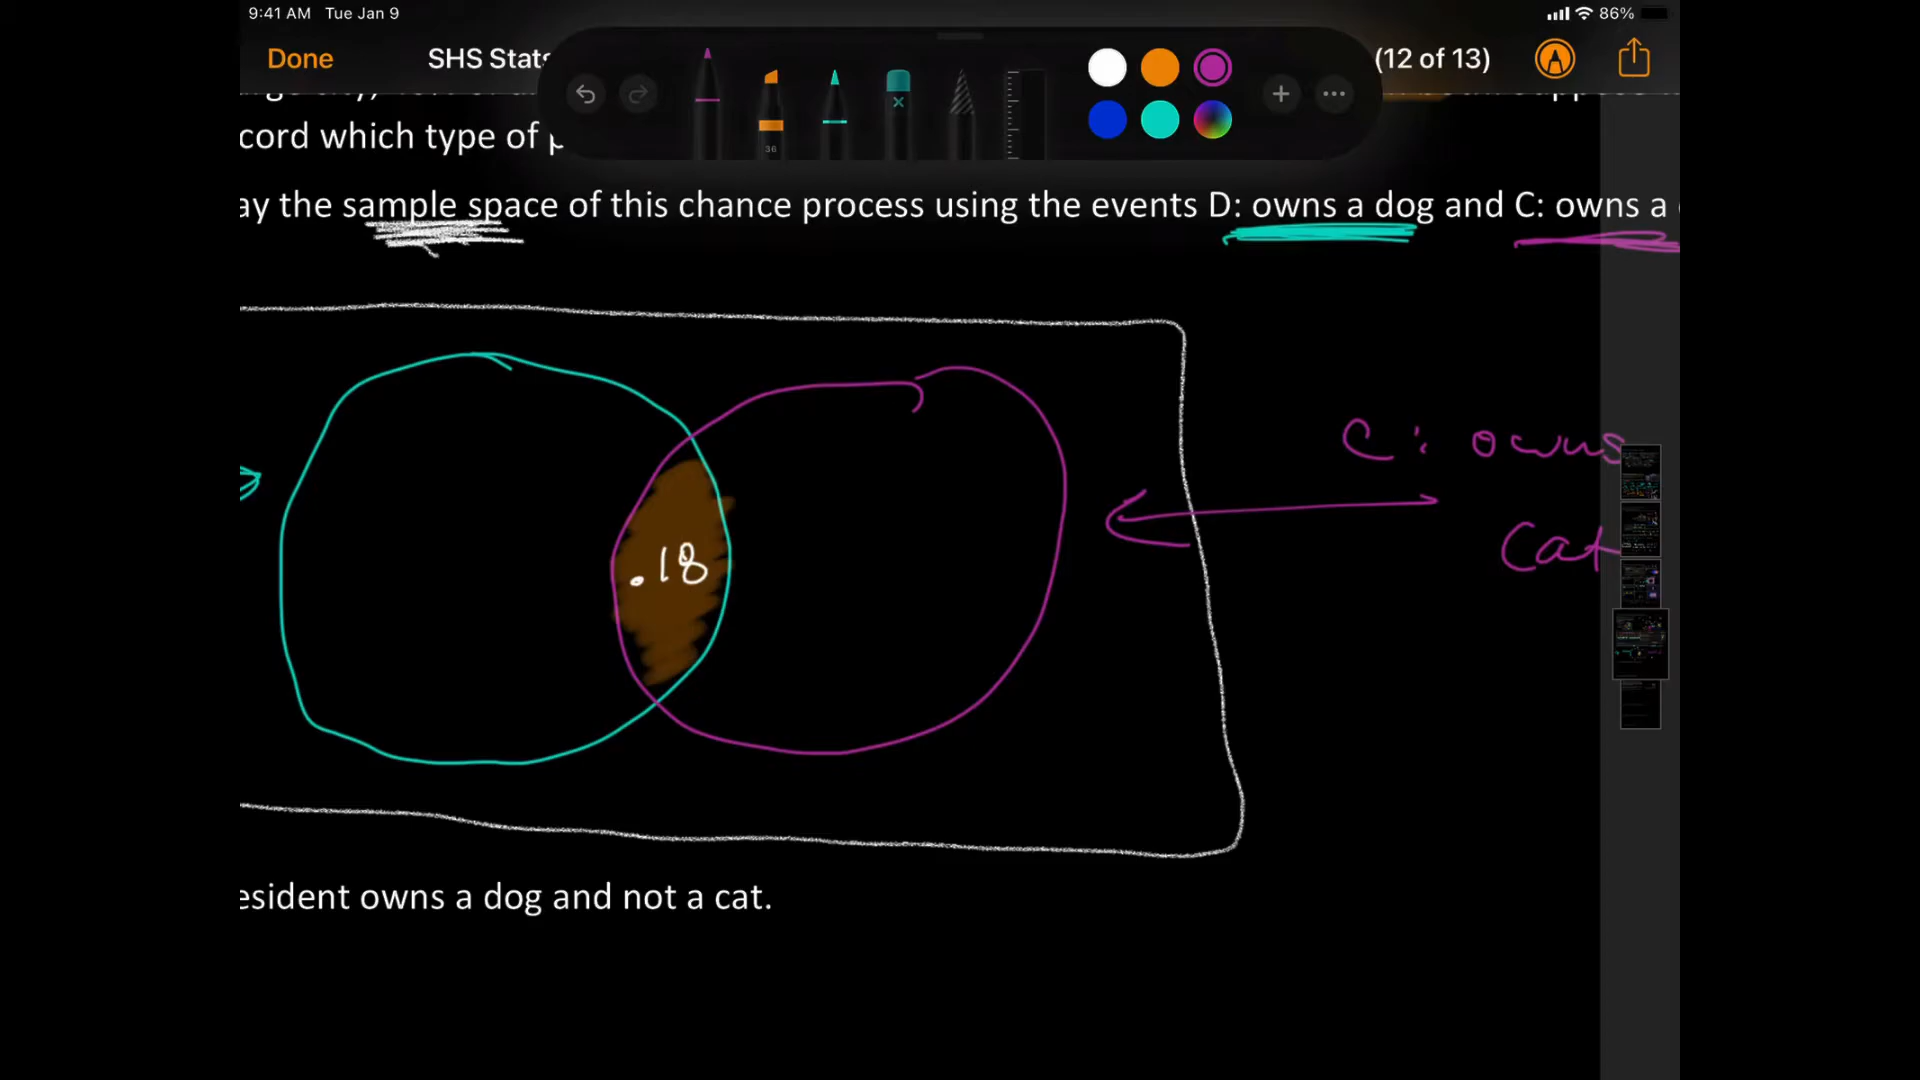 9:41 AM Tue Jan 9
86%
Done
SHS Stats
(12 of 13)
36
cord which type of p
ay the sample space of this chance process using the events D: owns a dog and C: owns a
C: owns
Cat
.18
esident owns a dog and not a cat.